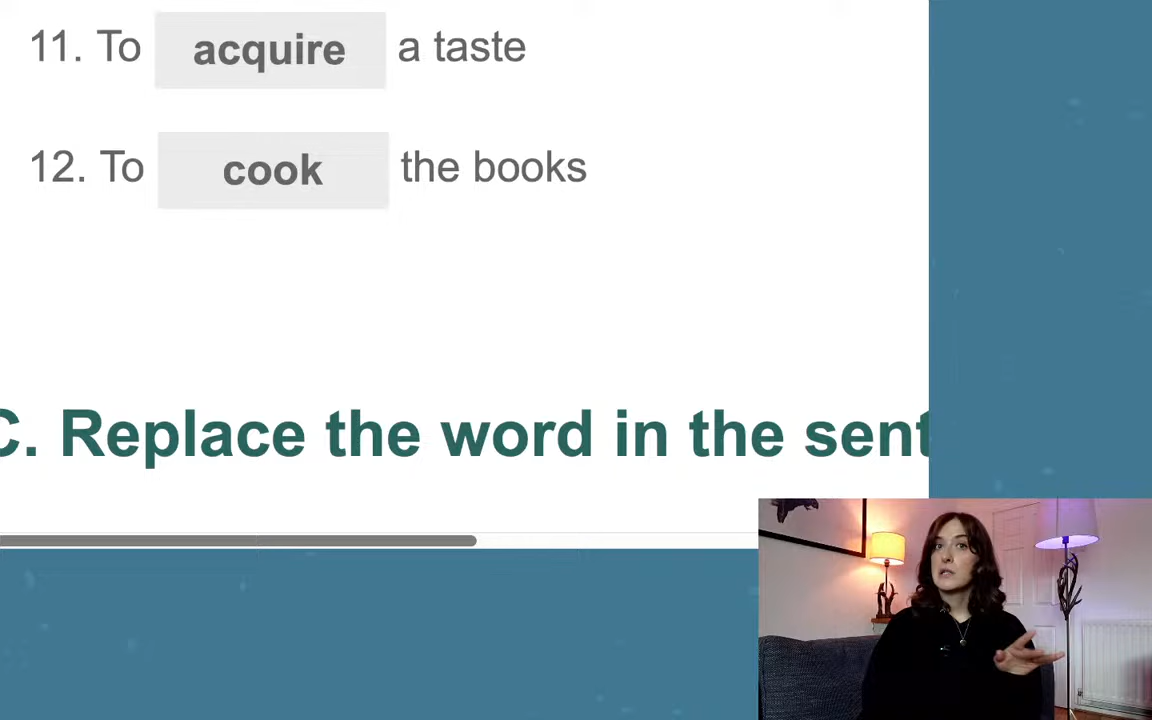 11. To acquire a taste
12. To cook the books
C. Replace the word in the sent